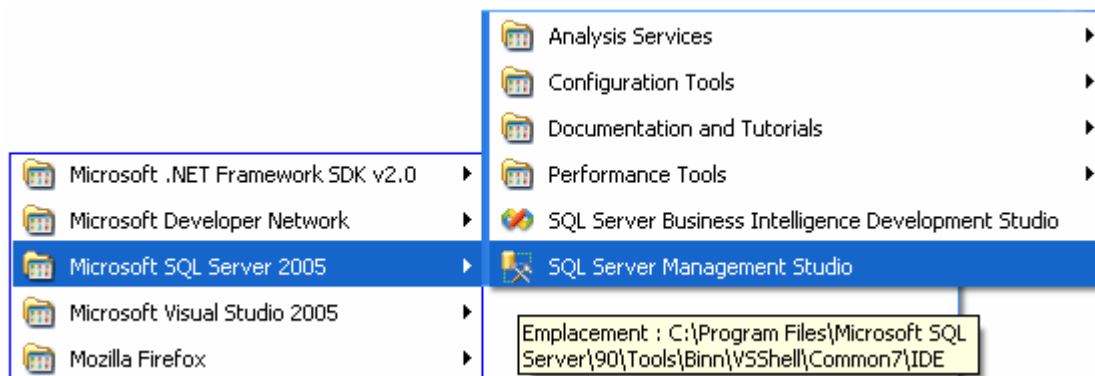 Analysis Services
Configuration Tools
Documentation and Tutorials
Performance Tools
SQL Server Business Intelligence Development Studio
SQL Server Management Studio
Microsoft .NET Framework SDK v2.0
Microsoft Developer Network
Microsoft SQL Server 2005
Microsoft Visual Studio 2005
Mozilla Firefox
Emplacement : C:\Program Files\Microsoft SQL
Server\90\Tools\Binn\VSShell\Common7\IDE